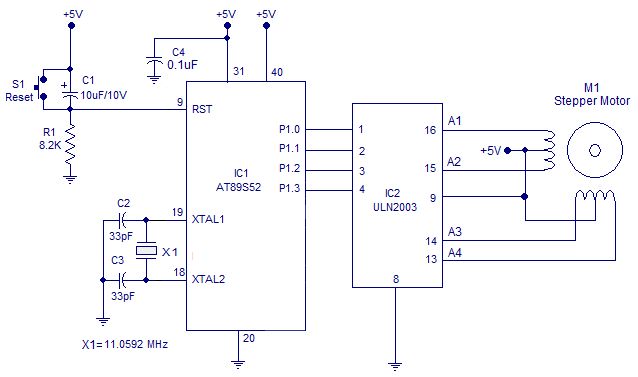 +5V
+5V
+5V
C4
0.1uF
31
40
S1
Reset
C1
+
10uF/10V
9
RST
R1
8.2K
M1
Stepper Motor
P1.0
1
16
A1
P1.1
2
+5V
P1.2
3
15
A2
P1.3
4
IC1
AT89S52
IC2
ULN2003
9
C2
33pF
19
XTAL1
X1
14
A3
C3
33pF
18
XTAL2
13
A4
8
20
X1=11.0592 MHz